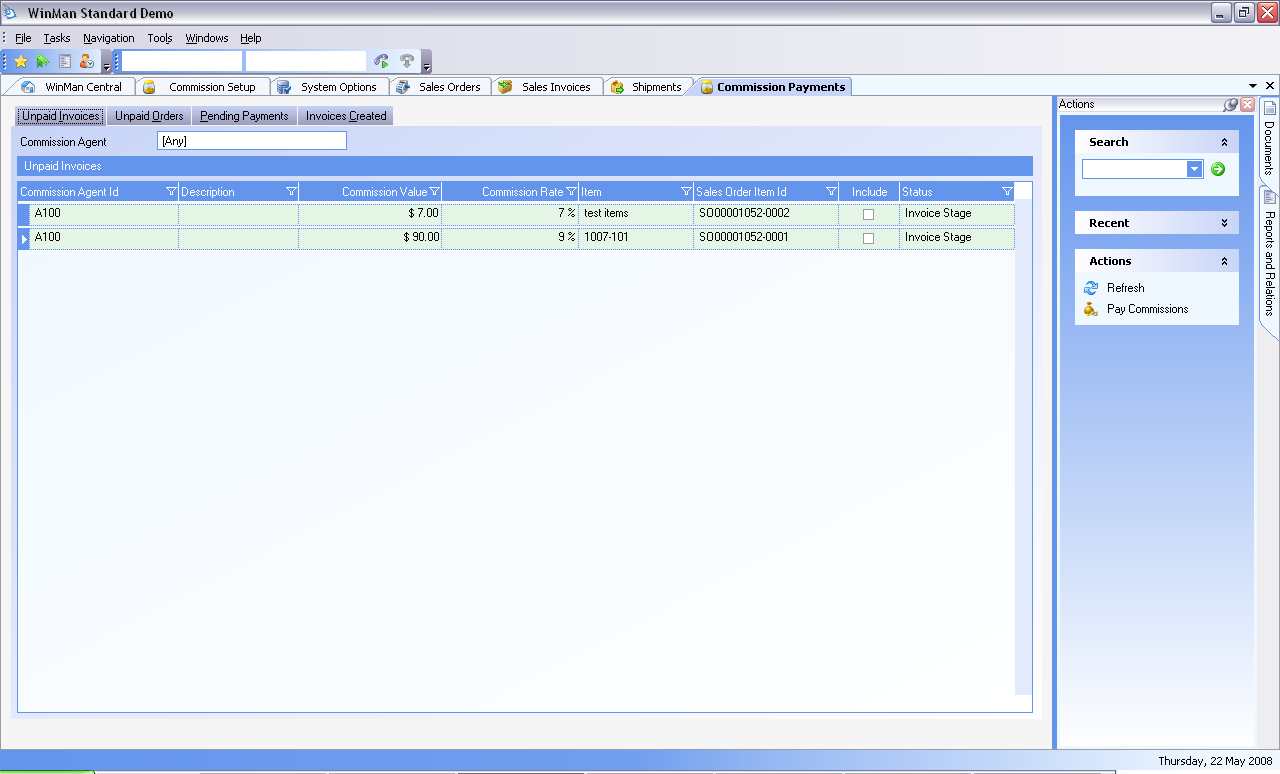 WinMan Standard Demo
File Tasks Navigation Tools Windows Help
WinMan Central Commission Setup System Options Sales Orders Sales Invoices Shipments Commission Payments
Unpaid Invoices Unpaid Orders Pending Payments Invoices Created
Commission Agent [Any]
Unpaid Invoices
Commission Agent Id Description Commission Value Commission Rate Item Sales Order Item Id Include Status
A100 $ 7.00 7 % test items SO00001052-0002 Invoice Stage
A100 $ 90.00 9 % 1007-101 SO00001052-0001 Invoice Stage
Actions
Search
Recent
Actions
Refresh
Pay Commissions
Documents
Reports and Relations
Thursday, 22 May 2008